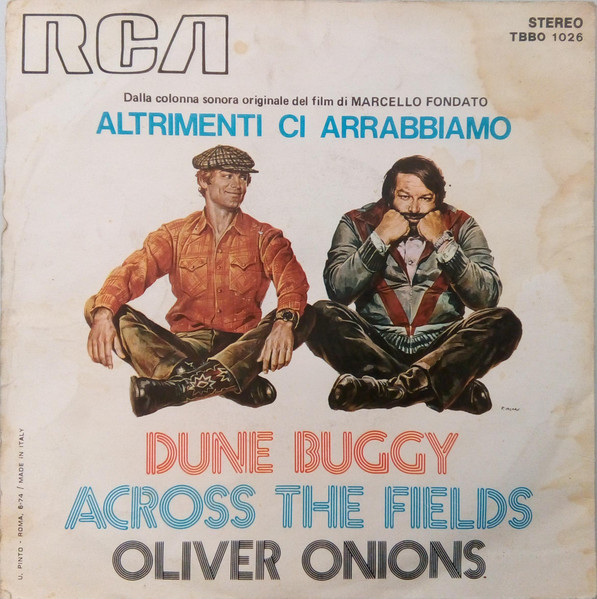 RCA
STEREO
TBBO 1026
Dalla colonna sonora originale del film di MARCELLO FONDATO
ALTRIMENTI CI ARRABBIAMO
DUNE BUGGY
ACROSS THE FIELDS
OLIVER ONIONS
U. PINTO - ROMA, 6-74 / MADE IN ITALY